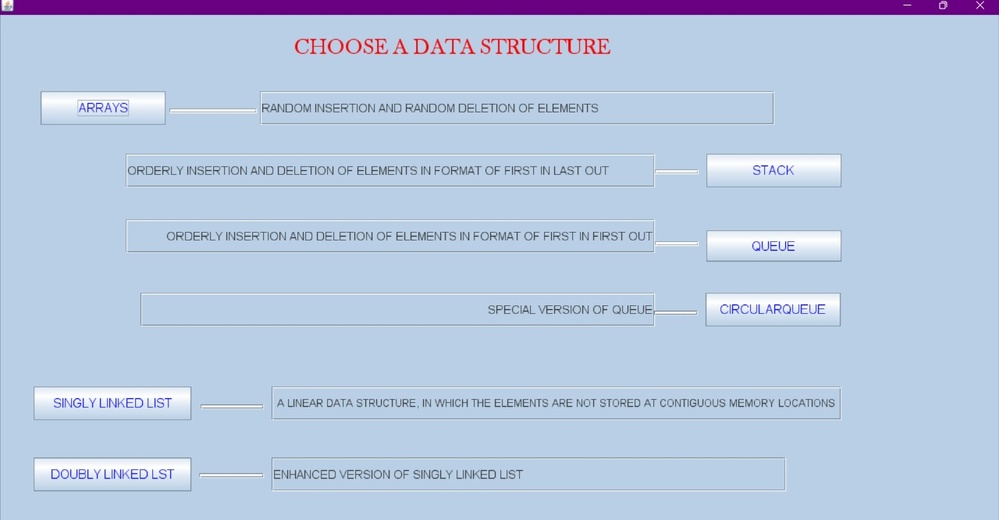 CHOOSE A DATA STRUCTURE
ARRAYS
RANDOM INSERTION AND RANDOM DELETION OF ELEMENTS
ORDERLY INSERTION AND DELETION OF ELEMENTS IN FORMAT OF FIRST IN LAST OUT
STACK
ORDERLY INSERTION AND DELETION OF ELEMENTS IN FORMAT OF FIRST IN FIRST OUT
QUEUE
SPECIAL VERSION OF QUEUE
CIRCULARQUEUE
SINGLY LINKED LIST
A LINEAR DATA STRUCTURE, IN WHICH THE ELEMENTS ARE NOT STORED AT CONTIGUOUS MEMORY LOCATIONS
DOUBLY LINKED LST
ENHANCED VERSION OF SINGLY LINKED LIST